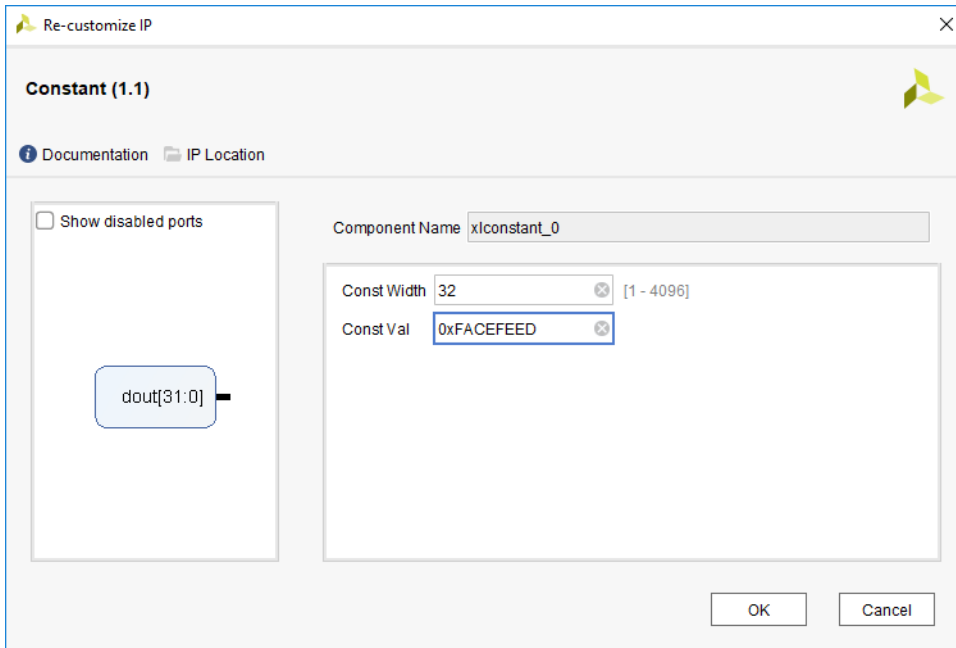 Re-customize IP
Constant (1.1)
Documentation IP Location
Show disabled ports
dout[31:0]
Component Name xlconstant_0
Const Width 32 [1 - 4096]
Const Val 0xFACEFEED
OK Cancel